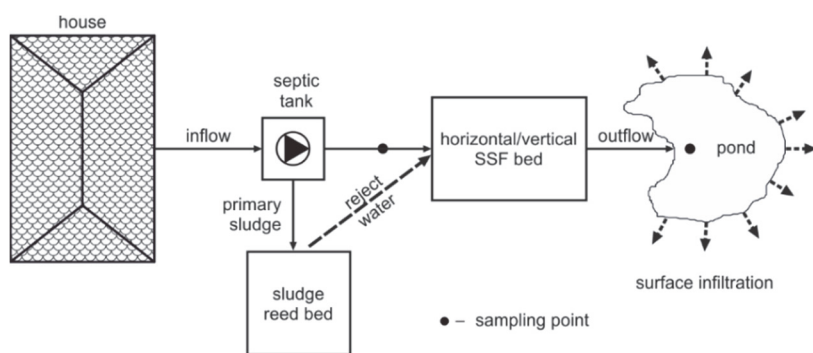 house
septic
tank
inflow
horizontal/vertical
SSF bed
outflow
pond
primary
sludge
reject
water
sludge
reed bed
surface infiltration
– sampling point